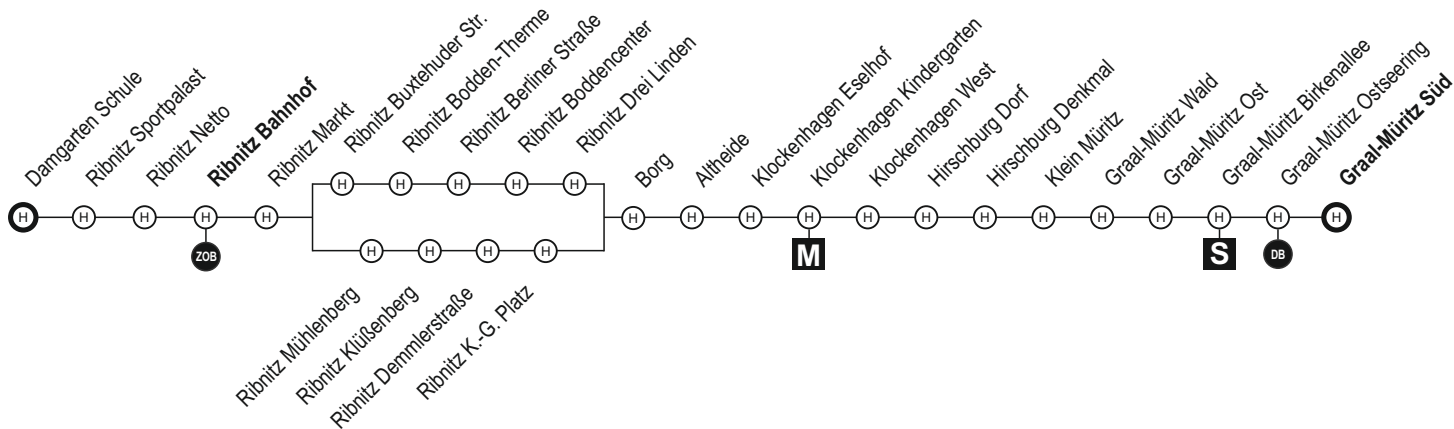 Damgarten Schule
Ribnitz Sportpalast
Ribnitz Netto
Ribnitz Bahnhof
Ribnitz Markt
Ribnitz Buxtehuder Str.
Ribnitz Bodden-Therme
Ribnitz Berliner Straße
Ribnitz Boddencenter
Ribnitz Drei Linden
Borg
Altheide
Klockenhagen Eselhof
Klockenhagen Kindergarten
Klockenhagen West
Hirschburg Dorf
Hirschburg Denkmal
Klein Müritz
Graal-Müritz Wald
Graal-Müritz Ost
Graal-Müritz Birkenallee
Graal-Müritz Ostseering
Graal-Müritz Süd
H H H H H
H H H H H
H H H H H H H H H H H H H
H H H H
ZOB
M
S
DB
Ribnitz Mühlenberg
Ribnitz Klüßenberg
Ribnitz Demmlerstraße
Ribnitz K.-G. Platz